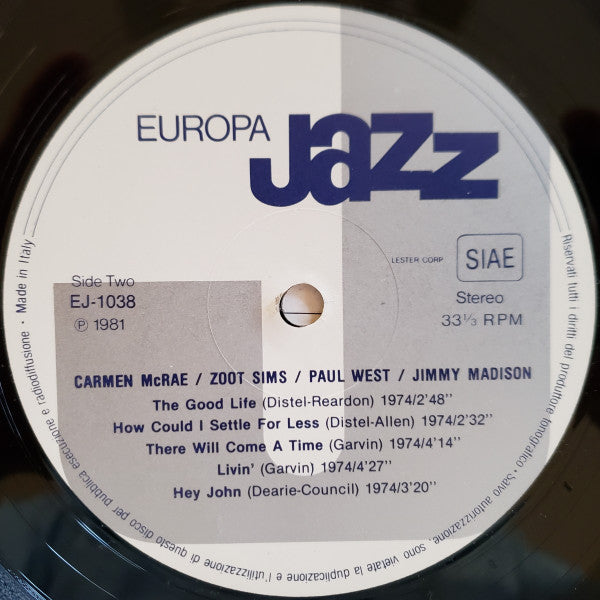 EUROPA
Jazz
LESTER CORP
SIAE
Side Two
EJ-1038
℗ 1981
Stereo
33⅓ RPM
CARMEN McRAE / ZOOT SIMS / PAUL WEST / JIMMY MADISON
The Good Life (Distel-Reardon) 1974/2'48''
How Could I Settle For Less (Distel-Allen) 1974/2'32''
There Will Come A Time (Garvin) 1974/4'14''
Livin' (Garvin) 1974/4'27''
Hey John (Dearie-Council) 1974/3'20''
Riservati tutti i diritti del produttore fonografico • Salvo autorizzazione, sono vietate la duplicazione e l'utilizzazione di questo disco per pubblica esecuzione e radiodiffusione • Made in Italy